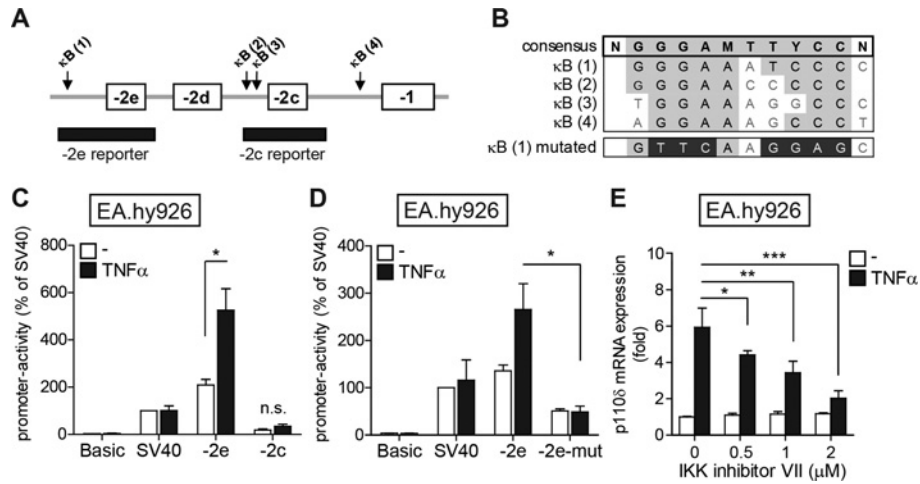 A
κB (1)
κB (2)
κB (3)
κB (4)
-2e
-2d
-2c
-1
-2e reporter
-2c reporter
B
consensus N G G G A M T T Y C C N
κB (1) G G G A A A T C C C C
κB (2) G G G A A C C C C C
κB (3) T G G A A A G G C C C
κB (4) A G G A A A G C C C T
κB (1) mutated G T T C A A G G A G C
C
EA.hy926
-
TNFα
promoter-activity (% of SV40)
800
600
400
200
0
*
n.s.
Basic SV40 -2e -2c
D
EA.hy926
-
TNFα
promoter-activity (% of SV40)
400
300
200
100
0
*
Basic SV40 -2e -2e-mut
E
EA.hy926
-
TNFα
p110δ mRNA expression
(fold)
10
8
6
4
2
0
***
**
*
0 0.5 1 2
IKK inhibitor VII (μM)